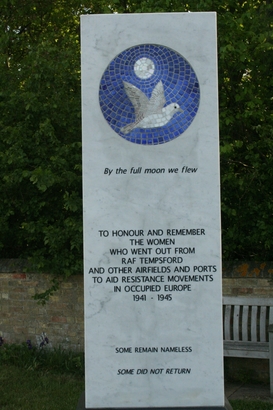 By the full moon we flew
TO HONOUR AND REMEMBER
THE WOMEN
WHO WENT OUT FROM
RAF TEMPSFORD
AND OTHER AIRFIELDS AND PORTS
TO AID RESISTANCE MOVEMENTS
IN OCCUPIED EUROPE
1941 - 1945
SOME REMAIN NAMELESS
SOME DID NOT RETURN